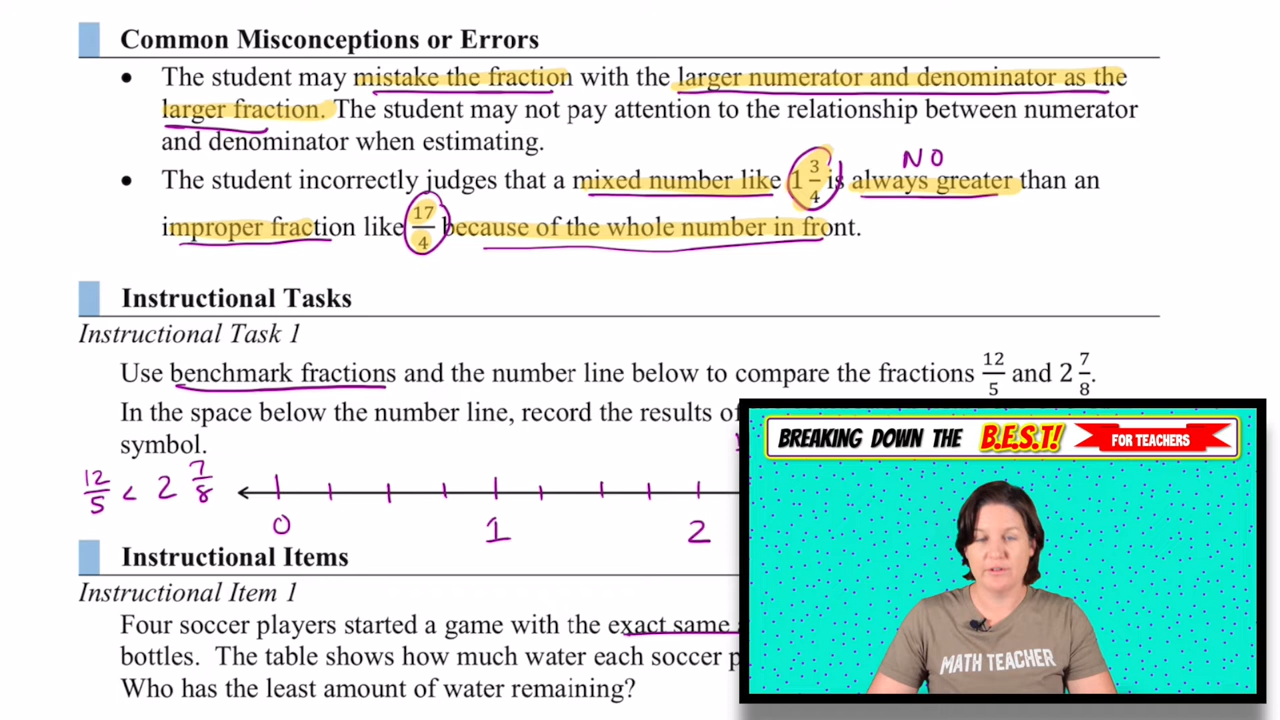 Common Misconceptions or Errors
• The student may mistake the fraction with the larger numerator and denominator as the
larger fraction. The student may not pay attention to the relationship between numerator
and denominator when estimating.
NO
• The student incorrectly judges that a mixed number like 1 3/4 is always greater than an
improper fraction like 17/4 because of the whole number in front.
Instructional Tasks
Instructional Task 1
Use benchmark fractions and the number line below to compare the fractions 12/5 and 2 7/8.
In the space below the number line, record the results of
symbol.
12/5 < 2 7/8
0 1 2
Instructional Items
Instructional Item 1
Four soccer players started a game with the exact same
bottles. The table shows how much water each soccer p
Who has the least amount of water remaining?
BREAKING DOWN THE B.E.S.T! FOR TEACHERS
MATH TEACHER